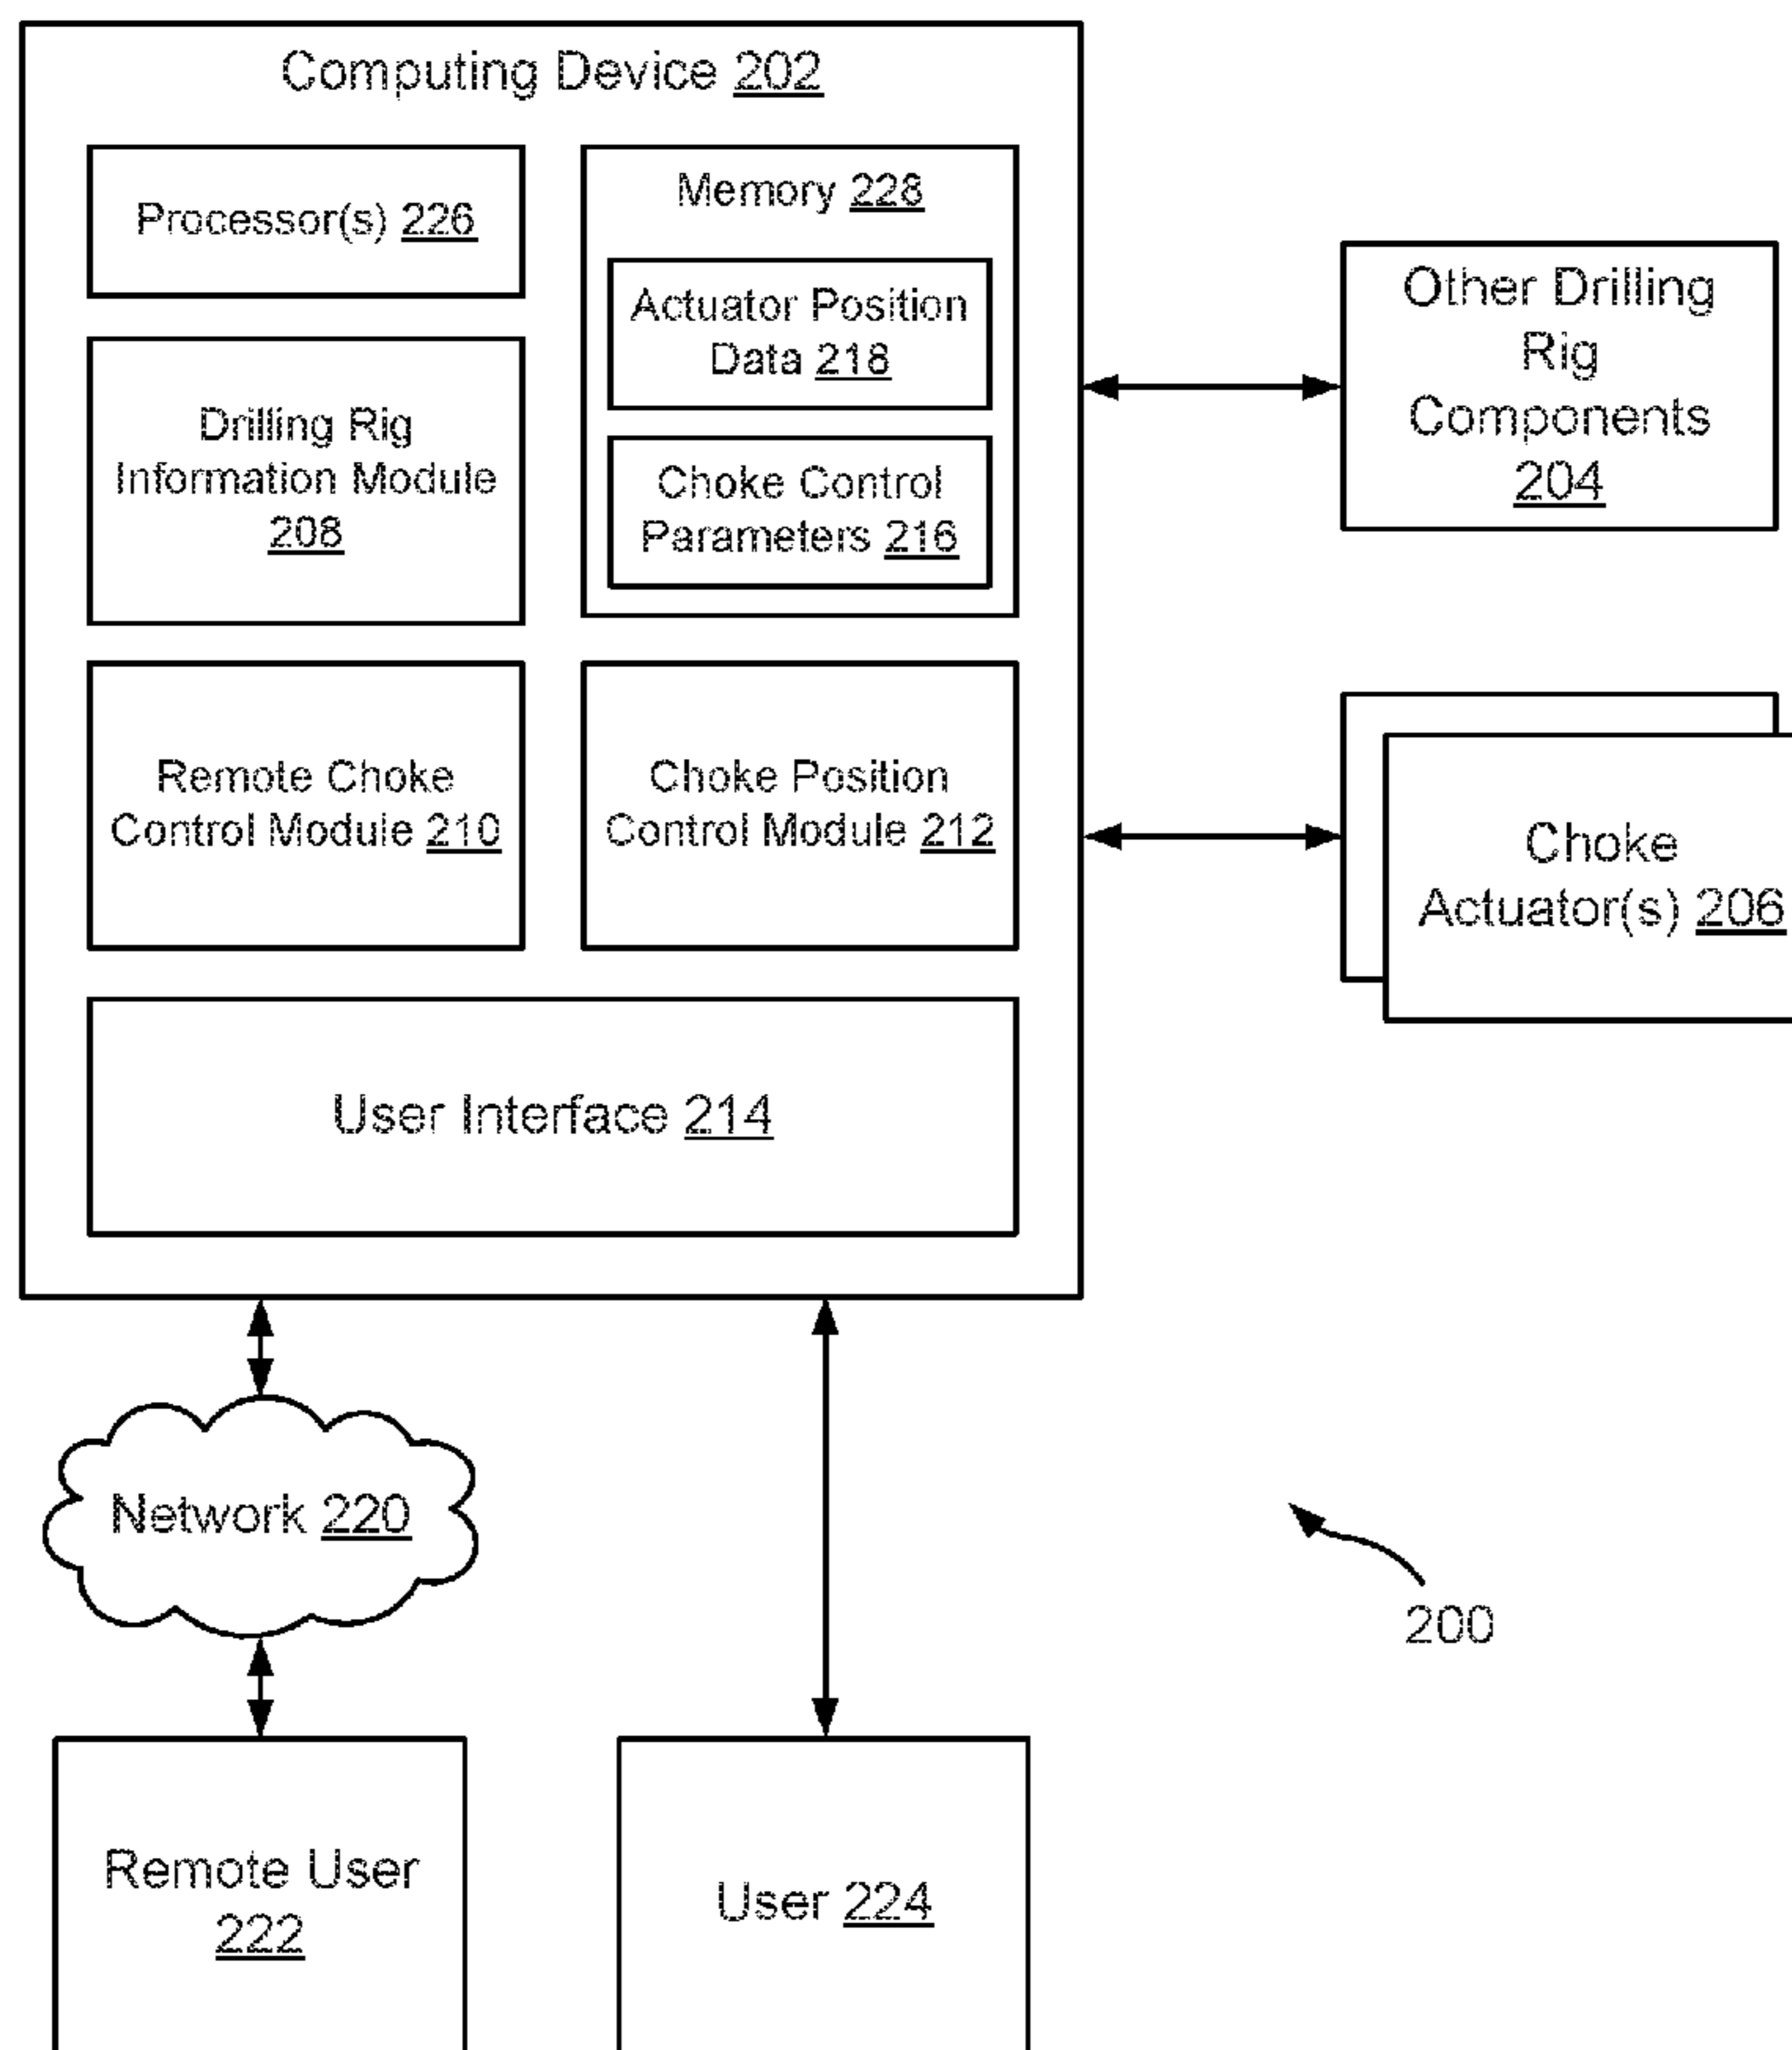 Computing Device 202
Processor(s) 226
Memory 228
Actuator Position
Data 218
Choke Control
Parameters 216
Drilling Rig
Information Module
208
Remote Choke
Control Module 210
Choke Position
Control Module 212
User Interface 214
Other Drilling
Rig
Components
204
Choke
Actuator(s) 206
Network 220
200
Remote User
222
User 224